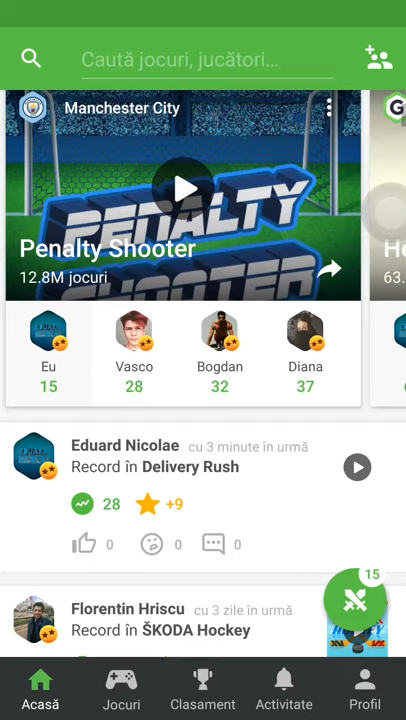 Caută jocuri, jucători…
Manchester City
PENALTY
SHOOTER
Penalty Shooter
12.8M jocuri
63.
Eu
Vasco
Bogdan
Diana
15
28
32
37
Eduard Nicolae cu 3 minute în urmă
Record în Delivery Rush
28 +9
0 0 0
15
Florentin Hriscu cu 3 zile în urmă
Record în ŠKODA Hockey
Acasă
Jocuri
Clasament
Activitate
Profil